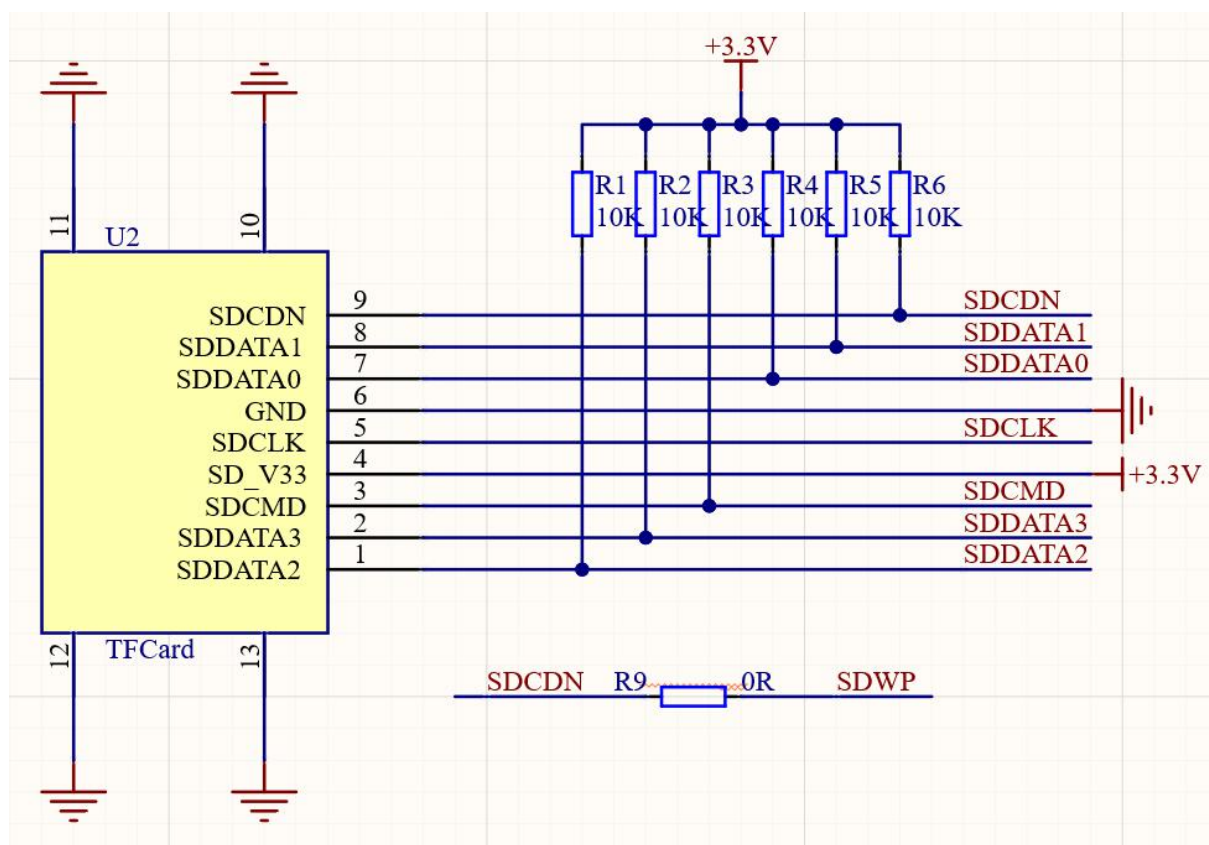 +3.3V
11
10
U2
R1
R2
R3
R4
R5
R6
10K
10K
10K
10K
10K
10K
SDCDN
9
SDCDN
SDDATA1
8
SDDATA1
SDDATA0
7
SDDATA0
GND
6
SDCLK
5
SDCLK
SD_V33
4
+3.3V
SDCMD
3
SDCMD
SDDATA3
2
SDDATA3
SDDATA2
1
SDDATA2
12
TFCard
13
SDCDN
R9
0R
SDWP